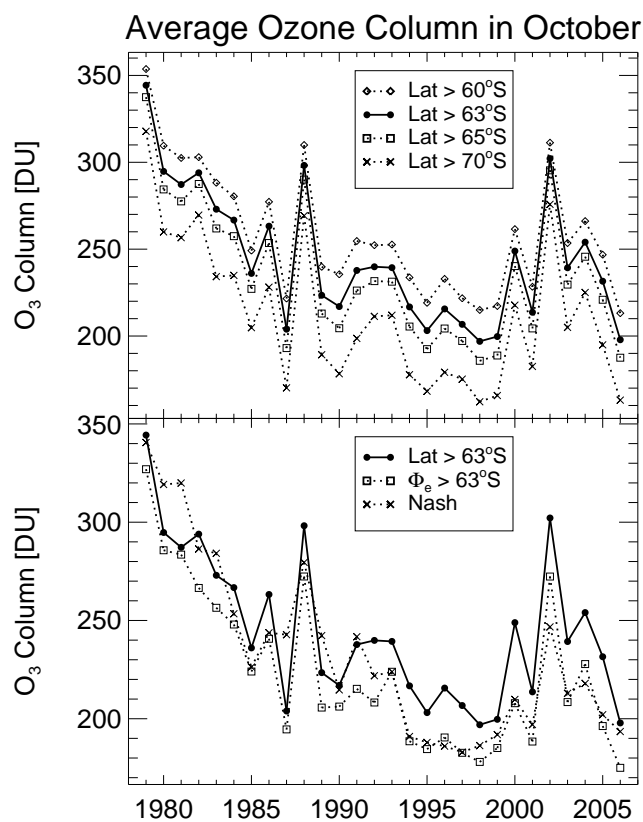 Average Ozone Column in October
O₃ Column [DU]
350
300
250
200
Lat > 60°S
Lat > 63°S
Lat > 65°S
Lat > 70°S
O₃ Column [DU]
350
300
250
200
Lat > 63°S
Φₑ > 63°S
Nash
1980 1985 1990 1995 2000 2005